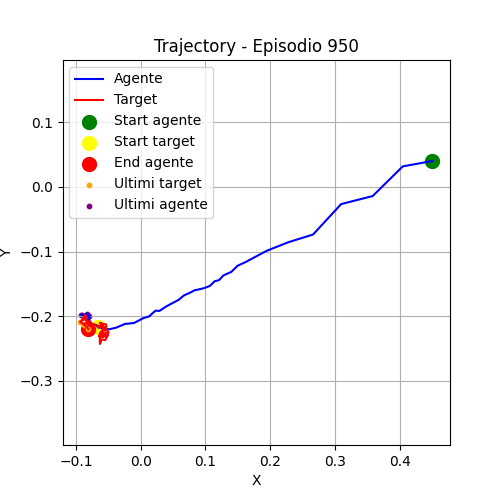 Trajectory - Episodio 950
Agente
Target
Start agente
Start target
End agente
Ultimi target
Ultimi agente
0.1
0.0
−0.1
−0.2
−0.3
Y
−0.1
0.0
0.1
0.2
0.3
0.4
X